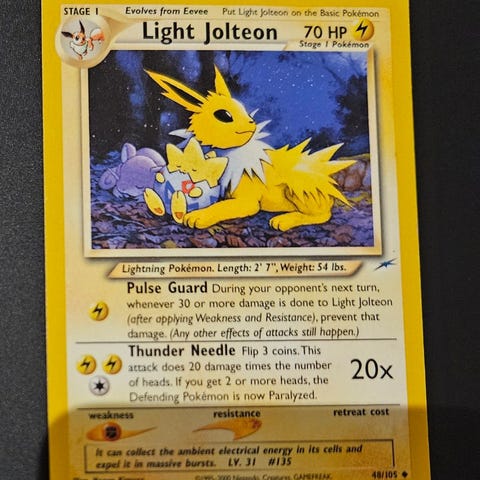 STAGE 1 Evolves from Eevee Put Light Jolteon on the Basic Pokémon
Light Jolteon 70 HP
Stage 1 Pokémon
Lightning Pokémon. Length: 2' 7", Weight: 54 lbs.
Pulse Guard During your opponent's next turn,
whenever 30 or more damage is done to Light Jolteon
(after applying Weakness and Resistance), prevent that
damage. (Any other effects of attacks still happen.)
Thunder Needle Flip 3 coins. This
attack does 20 damage times the number
of heads. If you get 2 or more heads, the
Defending Pokémon is now Paralyzed.
20x
weakness resistance retreat cost
It can collect the ambient electrical energy in its cells and
expel it in massive bursts. LV. 31 #135
48/105